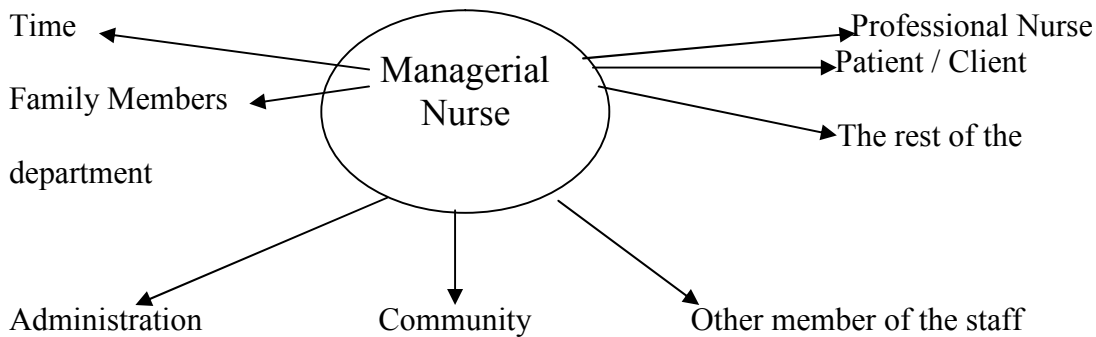 Time
Professional Nurse
Managerial
Patient / Client
Nurse
Family Members
The rest of the
department
Administration Community Other member of the staff